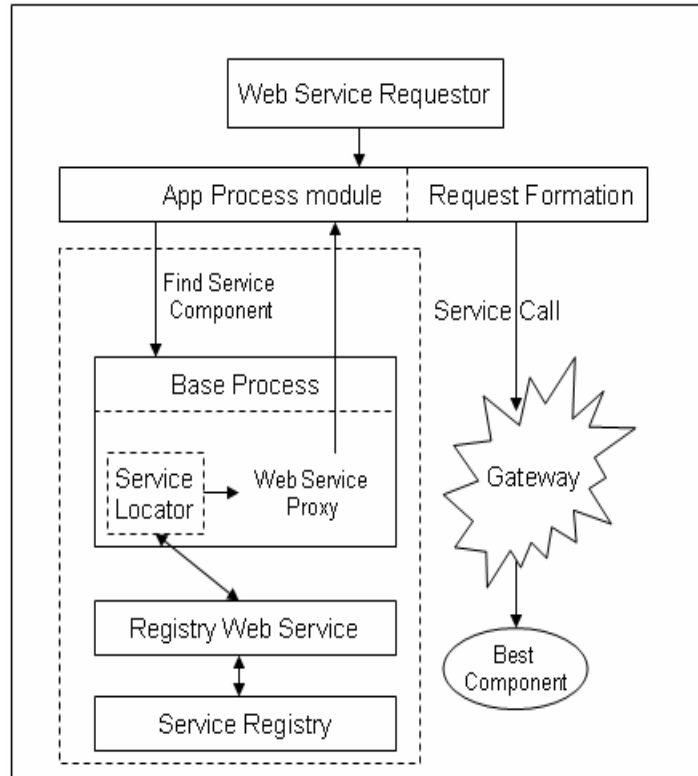 Web Service Requestor
App Process module
Request Formation
Find Service
Component
Service Call
Base Process
Service
Locator
Web Service
Proxy
Gateway
Registry Web Service
Best
Component
Service Registry